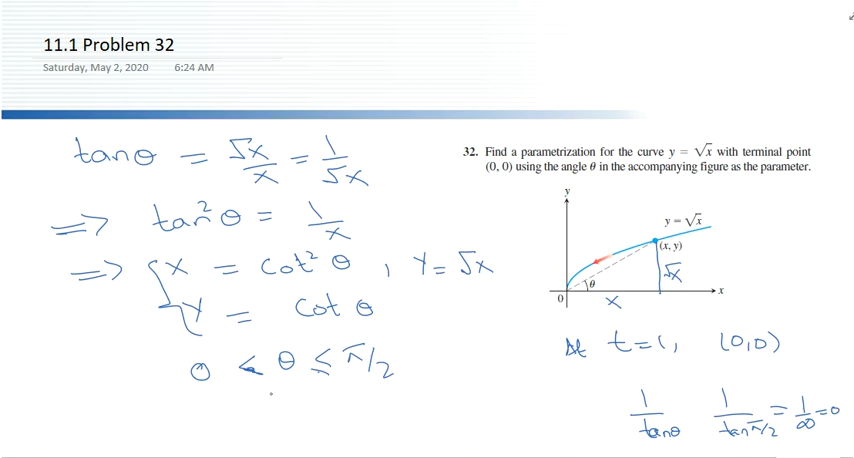 11.1 Problem 32
Saturday, May 2, 2020 6:24 AM
tanθ = √x/x = 1/√x
⇒ tan²θ = 1/x
⇒ { x = cot²θ , y = √x
y = cot θ
0 < θ ≤ π/2
32. Find a parametrization for the curve y = √x with terminal point
(0, 0) using the angle θ in the accompanying figure as the parameter.
y
y = √x
(x, y)
√x
θ
0
x
x
At t=1, (0,0)
1/tanθ 1/tan π/2 = 1/∞ = 0